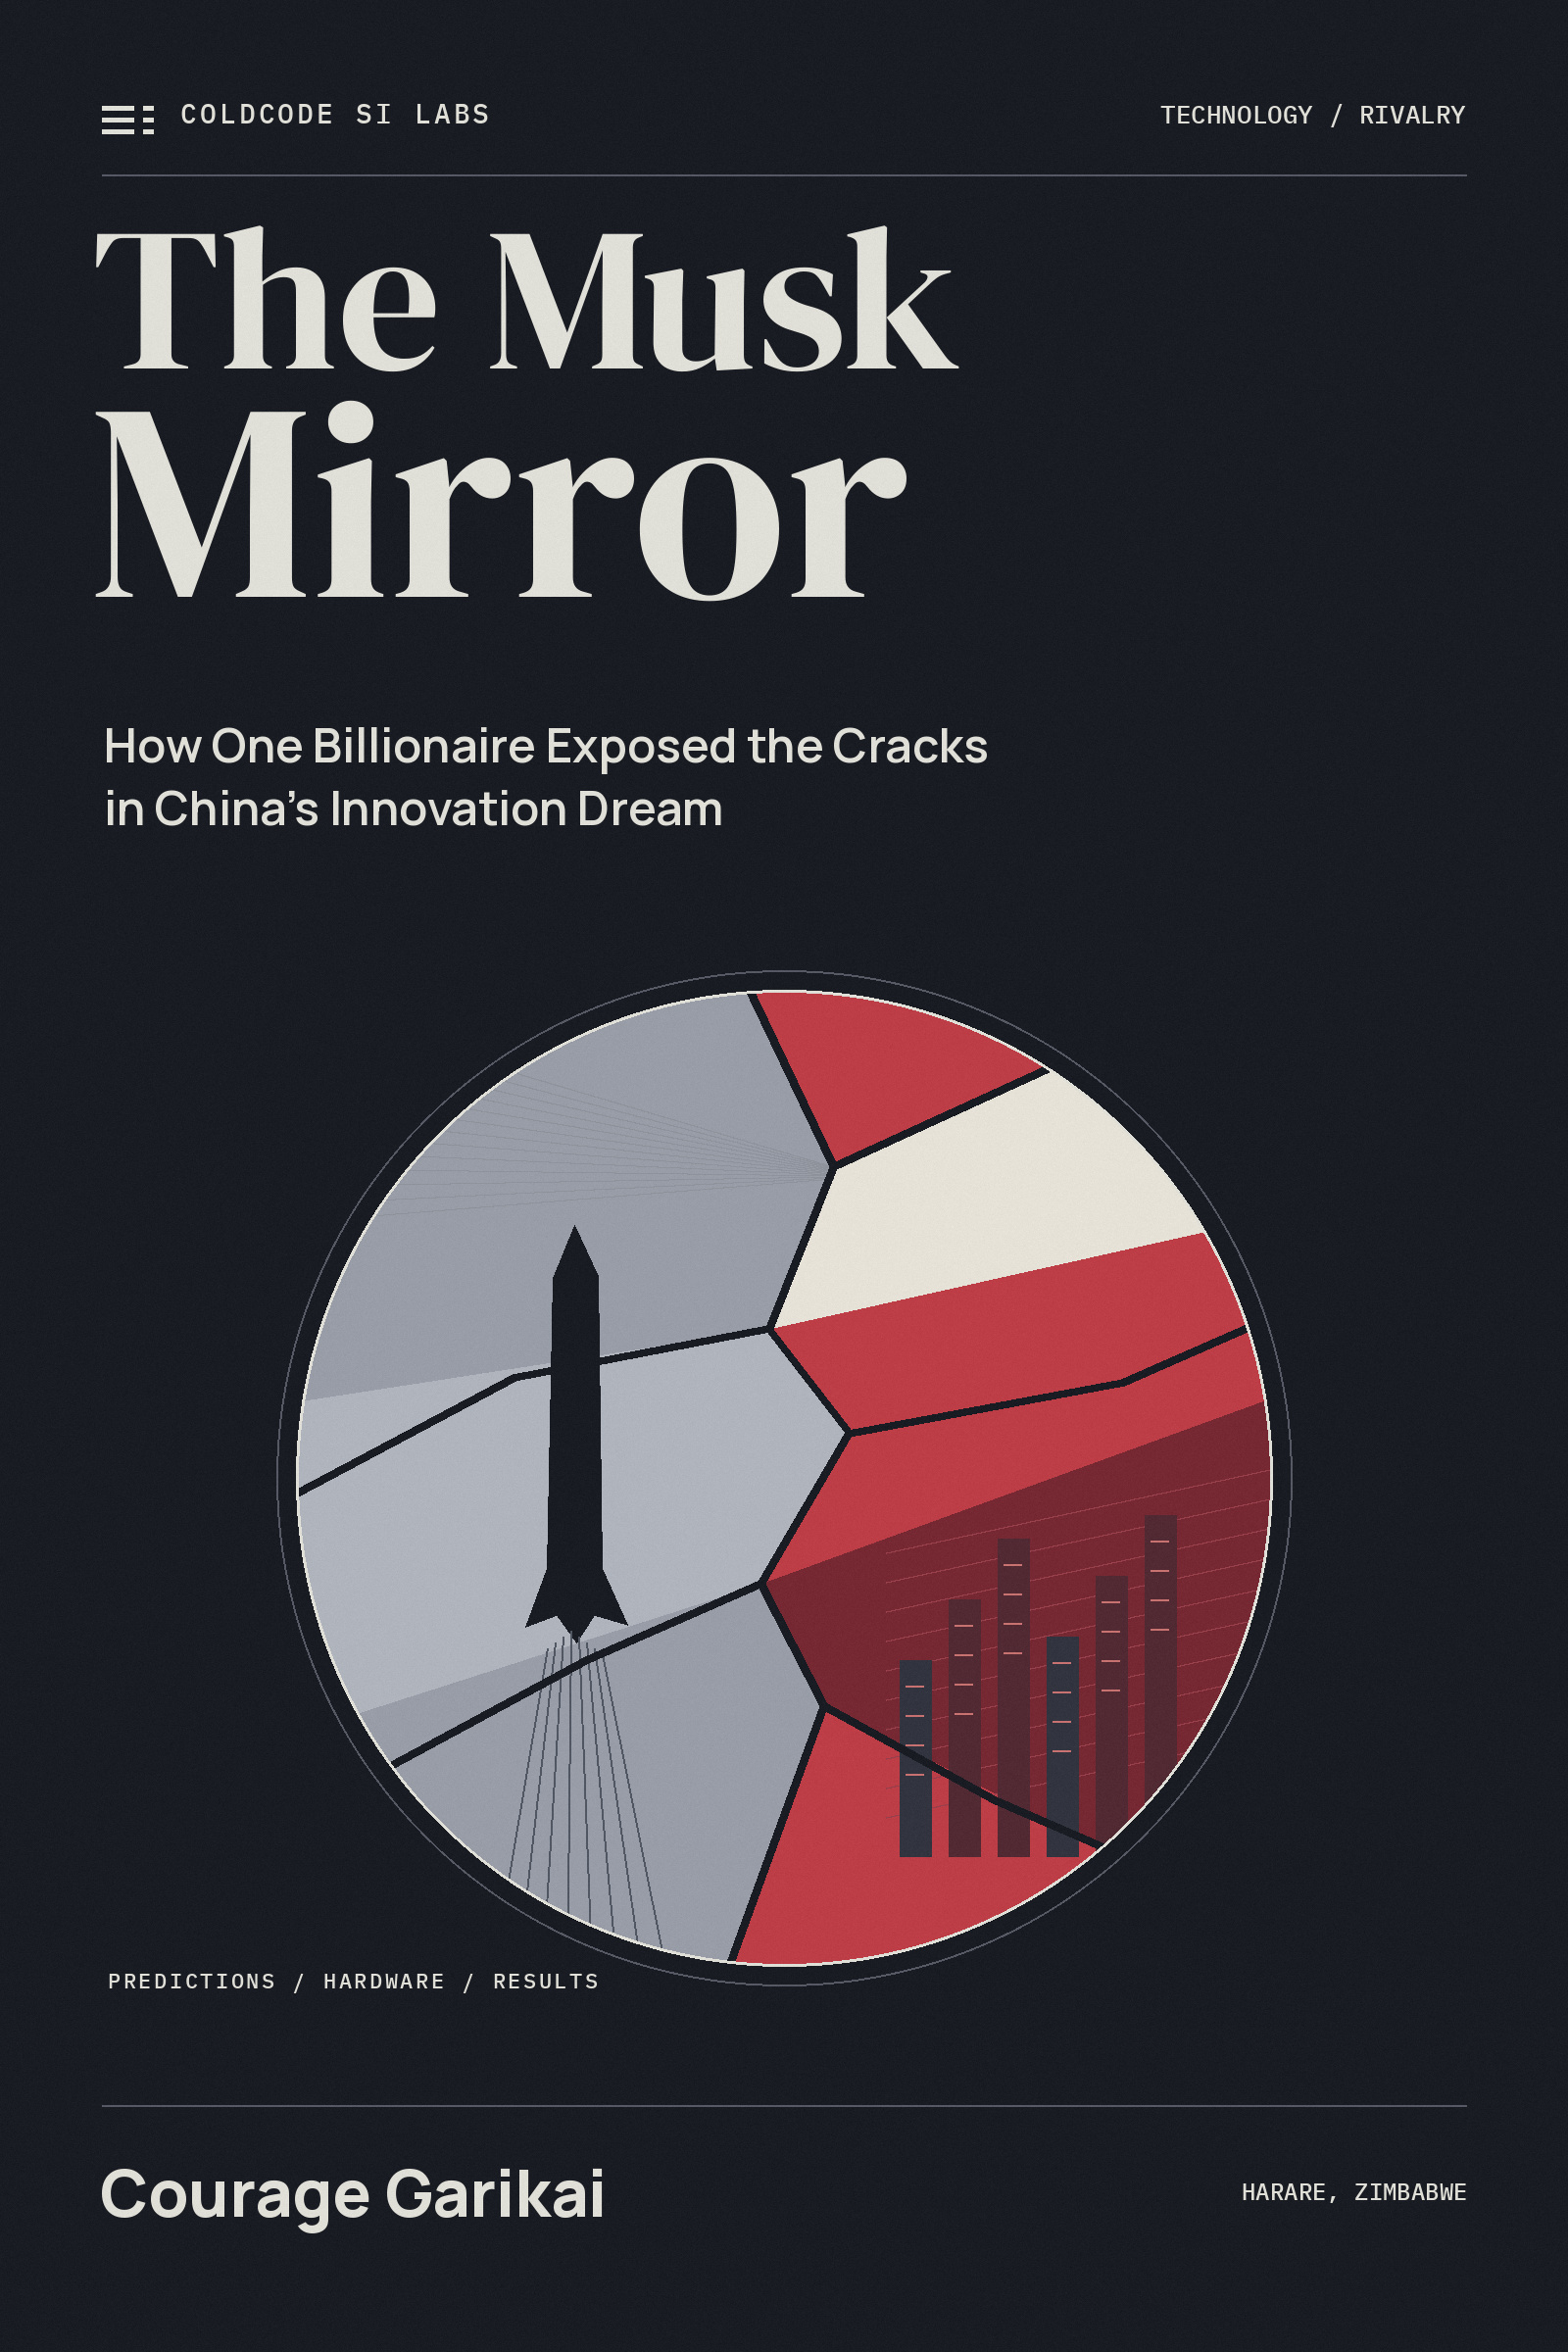 COLDCODE SI LABS
TECHNOLOGY / RIVALRY
The Musk
Mirror
How One Billionaire Exposed the Cracks
in China’s Innovation Dream
PREDICTIONS / HARDWARE / RESULTS
Courage Garikai
HARARE, ZIMBABWE